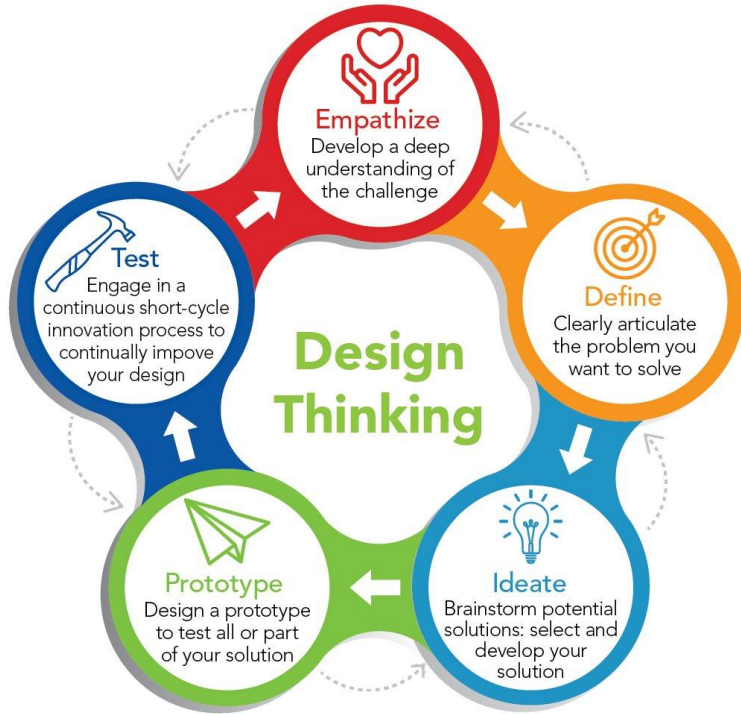 Empathize
Develop a deep
understanding of
the challenge
Define
Clearly articulate
the problem you
want to solve
Ideate
Brainstorm potential
solutions: select and
develop your
solution
Prototype
Design a prototype
to test all or part
of your solution
Test
Engage in a
continuous short-cycle
innovation process to
continually impove
your design
Design
Thinking